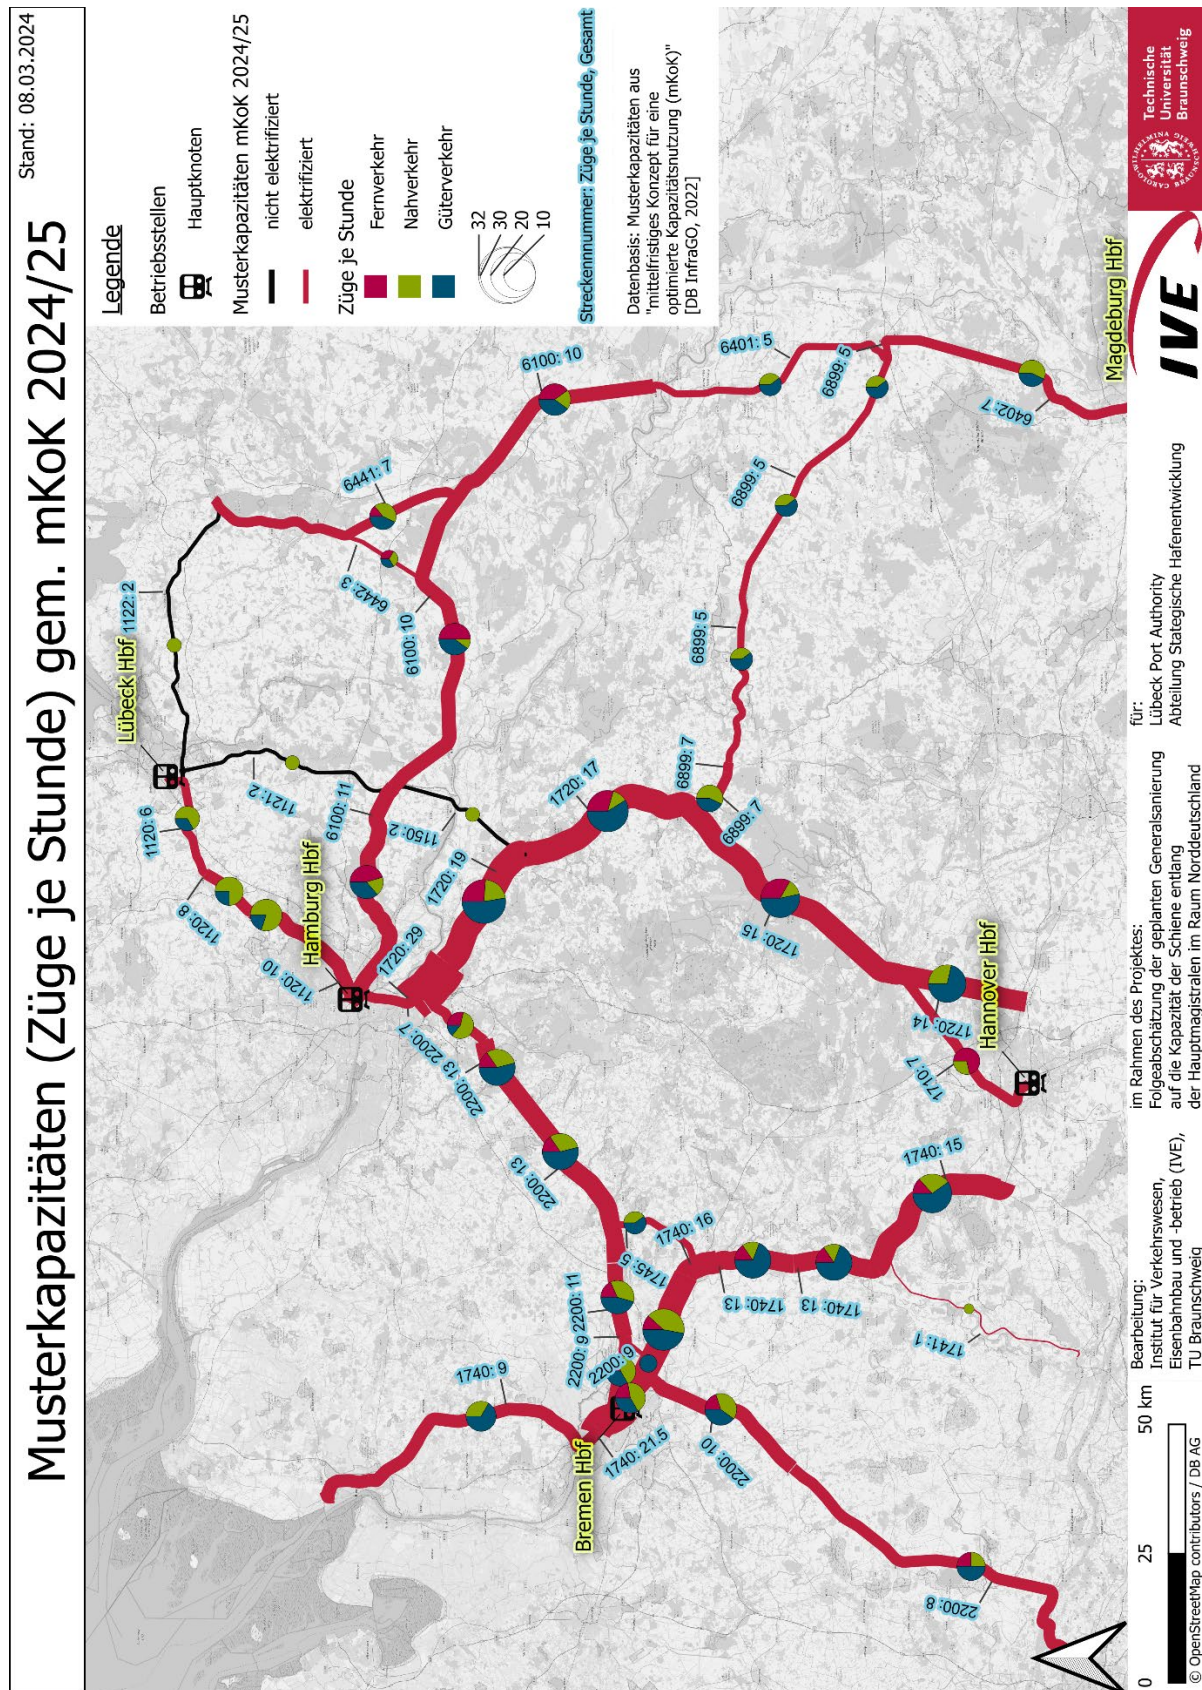 Musterkapazitäten (Züge je Stunde) gem. mKoK 2024/25
Stand: 08.03.2024
Legende
Betriebsstellen
Hauptknoten
Musterkapazitäten mKoK 2024/25
nicht elektrifiziert
elektrifiziert
Züge je Stunde
Fernverkehr
Nahverkehr
Güterverkehr
32
30
20
10
Streckennnummer: Züge je Stunde, Gesamt
Datenbasis: Musterkapazitäten aus
"mittelfristiges Konzept für eine
optimierte Kapazitätsnutzung (mKoK)"
[DB InfraGO, 2022]
Lübeck Hbf
1122: 2
1120: 6
1121: 2
1120: 8
Hamburg Hbf
1120: 10
6100: 11
1150: 2
6442: 3
6441: 7
6100: 10
6100: 10
1720: 29
1720: 19
2200: 7
2200: 13
2200: 13
1720: 17
6899: 7
6899: 7
6899: 5
6899: 5
6401: 5
6899: 5
6402: 7
Magdeburg Hbf
1720: 15
1720: 14
Hannover Hbf
1710: 7
1740: 9
Bremen Hbf
1740: 21.5
2200: 9
2200: 9
2200: 11
1745: 5
1740: 16
1740: 13
1740: 13
1740: 15
1741: 1
2200: 10
2200: 8
0
25
50 km
© OpenStreetMap contributors / DB AG
Bearbeitung:
Institut für Verkehrswesen,
Eisenbahnbau und -betrieb (IVE),
TU Braunschweig
im Rahmen des Projektes:
Folgeabschätzung der geplanten Generalsanierung
auf die Kapazität der Schiene entlang
der Hauptmagistralen im Raum Norddeutschland
für:
Lübeck Port Authority
Abteilung Stategische Hafenentwicklung
IVE
CAROLO-WILHELMINA
BRAUNSCHWEIG
Technische
Universität
Braunschweig